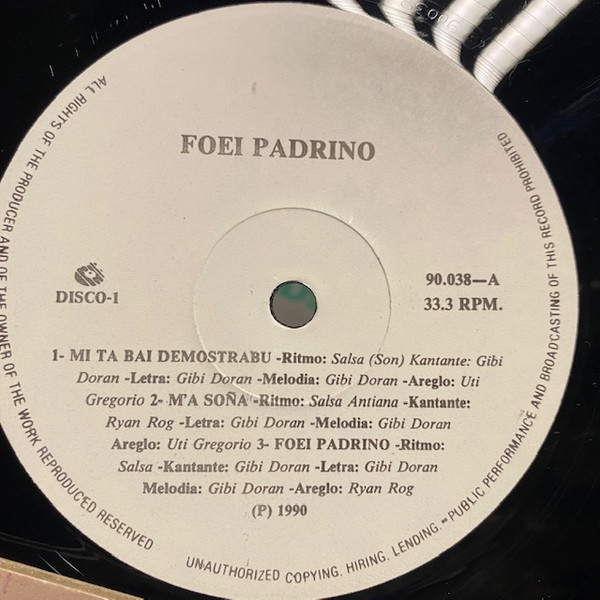 FOEI PADRINO
DISCO-1
90.038—A
33.3 RPM.
1- MI TA BAI DEMOSTRABU -Ritmo: Salsa (Son) Kantante: Gibi
Doran -Letra: Gibi Doran -Melodia: Gibi Doran -Areglo: Uti
Gregorio 2- M'A SOÑA -Ritmo: Salsa Antiana -Kantante:
Ryan Rog -Letra: Gibi Doran -Melodia: Gibi Doran
Areglo: Uti Gregorio 3- FOEI PADRINO -Ritmo:
Salsa -Kantante: Gibi Doran -Letra: Gibi Doran
Melodia: Gibi Doran -Areglo: Ryan Rog
(P) 1990
ALL RIGHTS OF THE PRODUCER AND OF THE OWNER OF THE WORK REPRODUCED RESERVED
UNAUTHORIZED COPYING. HIRING. LENDING. - PUBLIC PERFORMANCE AND BROADCASTING OF THIS RECORD PROHIBITED